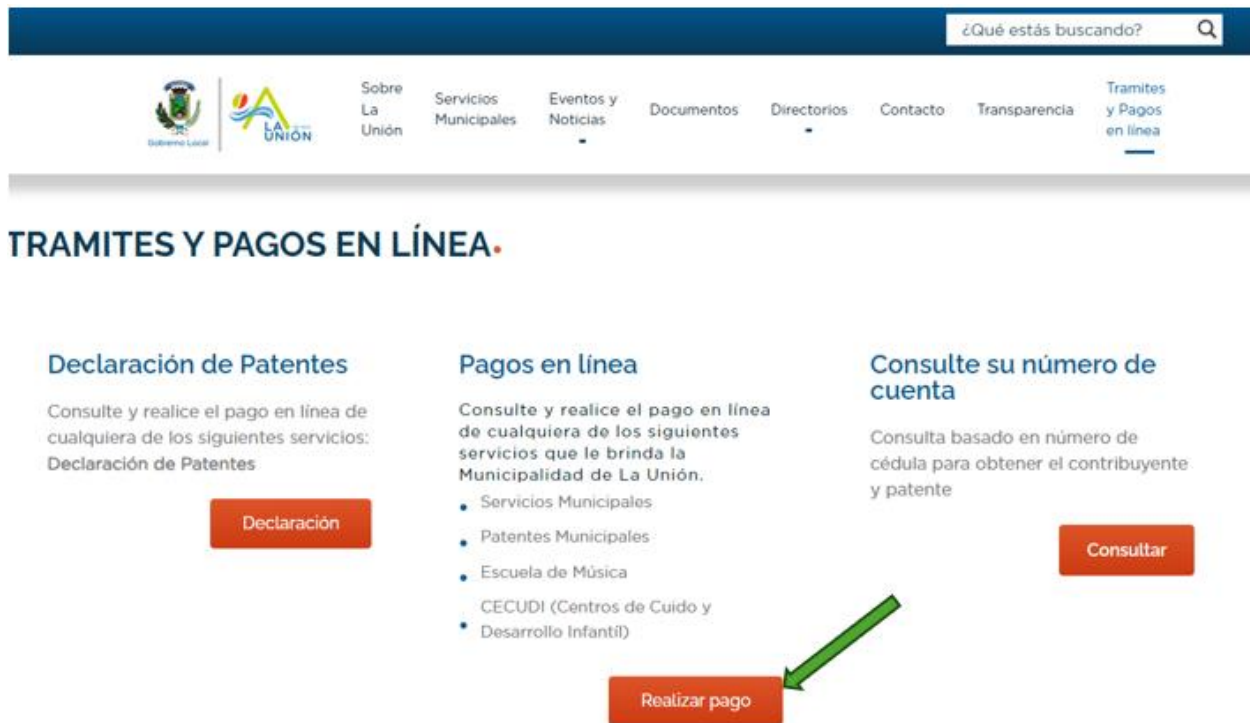 ¿Qué estás buscando?
Sobre
La
Unión
Servicios
Municipales
Eventos y
Noticias
Documentos
Directorios
Contacto
Transparencia
Tramites
y Pagos
en línea
Gobierno Local
LA
UNIÓN
TRAMITES Y PAGOS EN LÍNEA
Declaración de Patentes
Consulte y realice el pago en línea de
cualquiera de los siguientes servicios:
Declaración de Patentes
Declaración
Pagos en línea
Consulte y realice el pago en línea
de cualquiera de los siguientes
servicios que le brinda la
Municipalidad de La Unión.
Servicios Municipales
Patentes Municipales
Escuela de Música
CECUDI (Centros de Cuido y
Desarrollo Infantíl)
Realizar pago
Consulte su número de
cuenta
Consulta basado en número de
cédula para obtener el contribuyente
y patente
Consultar